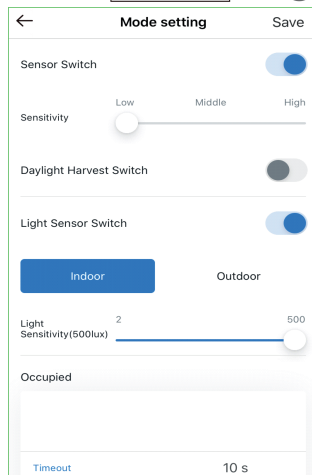 Mode setting Save
Sensor Switch
Low Middle High
Sensitivity
Daylight Harvest Switch
Light Sensor Switch
Indoor Outdoor
2 500
Light
Sensitivity(500lux)
Occupied
Timeout 10 s